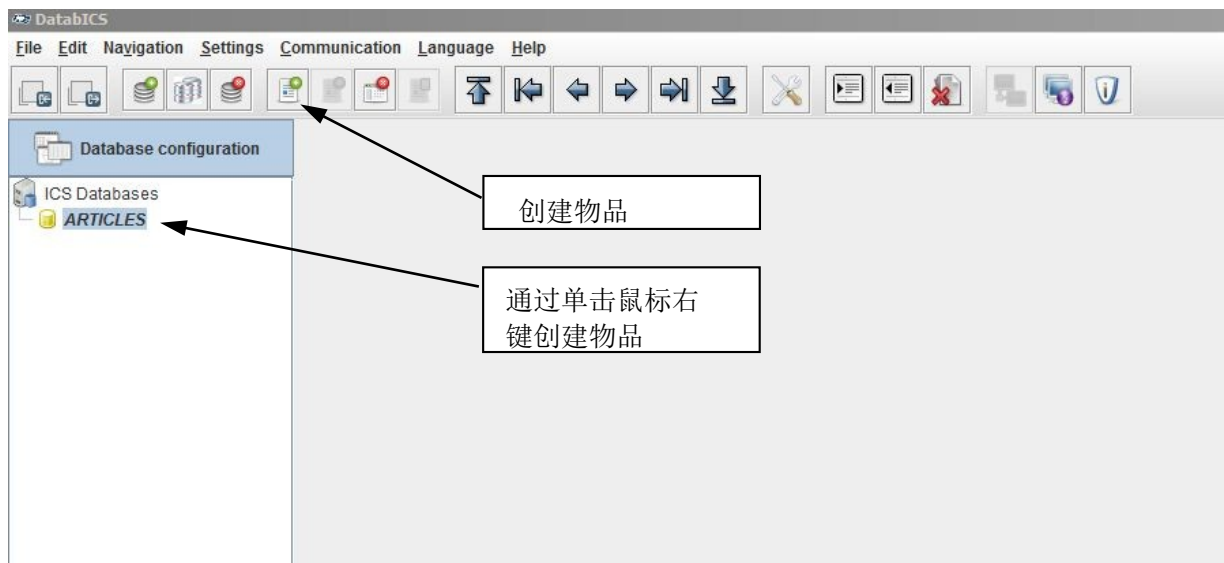 DatabICS
File Edit Navigation Settings Communication Language Help
Database configuration
ICS Databases
ARTICLES
创建物品
通过单击鼠标右
键创建物品